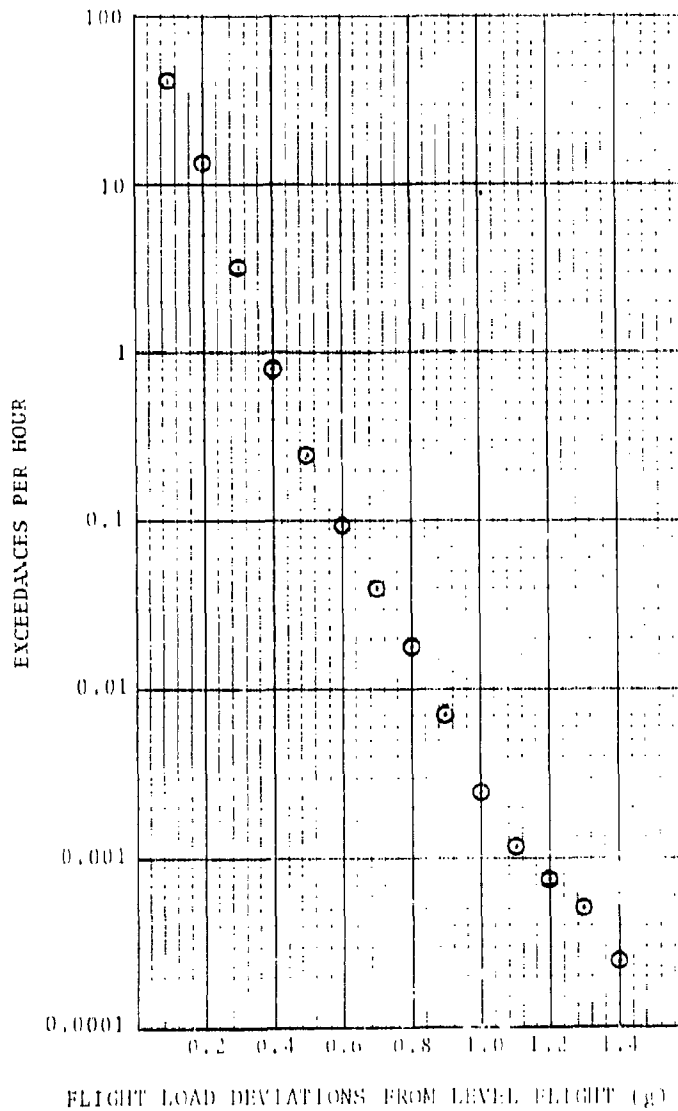 100
10
1
0.1
0.01
0.001
0.0001
EXCEEDANCES PER HOUR
0.2 0.4 0.6 0.8 1.0 1.2 1.4
FLIGHT LOAD DEVIATIONS FROM LEVEL FLIGHT (g)